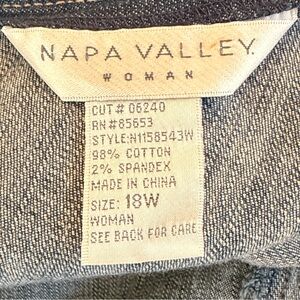 NAPA VALLEY
WOMAN
CUT# 06240
RN#85653
STYLE:N1158543W
98% COTTON
2% SPANDEX
MADE IN CHINA
SIZE: 18W
WOMAN
SEE BACK FOR CARE